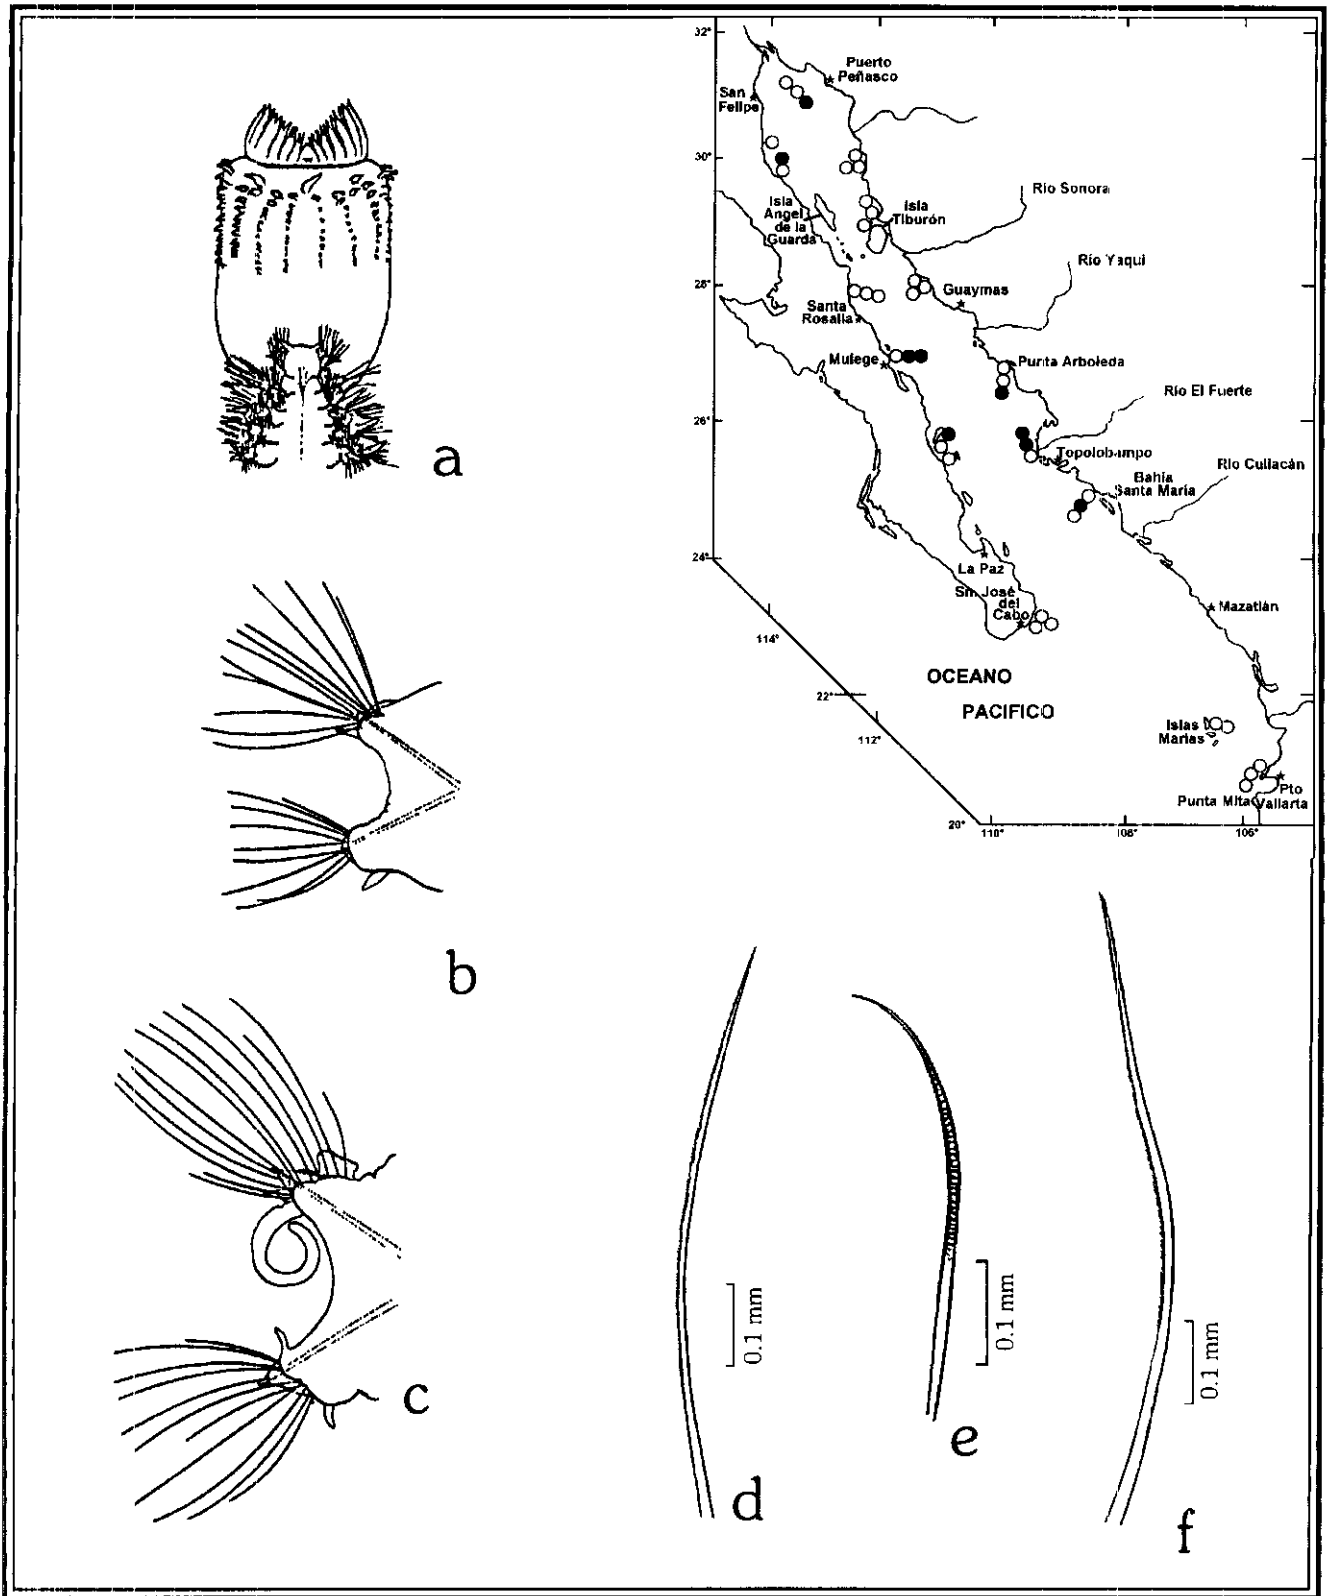 32°
Puerto
Peñasco
San
Felipe
30°
Río Sonora
Isla
Angel
de la
Guarda
Isla
Tiburón
Río Yaqui
28°
Guaymas
Santa
Rosalía
Mulege
Punta Arboleda
Río El Fuerte
26°
Topolobampo
Río Culiacán
Bahía
Santa María
a
24°
La Paz
Sn. José
del
Cabo
Mazatlán
114°
OCEANO
PACIFICO
22°
112°
Islas
Marías
Punta Mita
Pto
Vallarta
20°
110°
108°
106°
b
c
0.1 mm
0.1 mm
0.1 mm
d
e
f